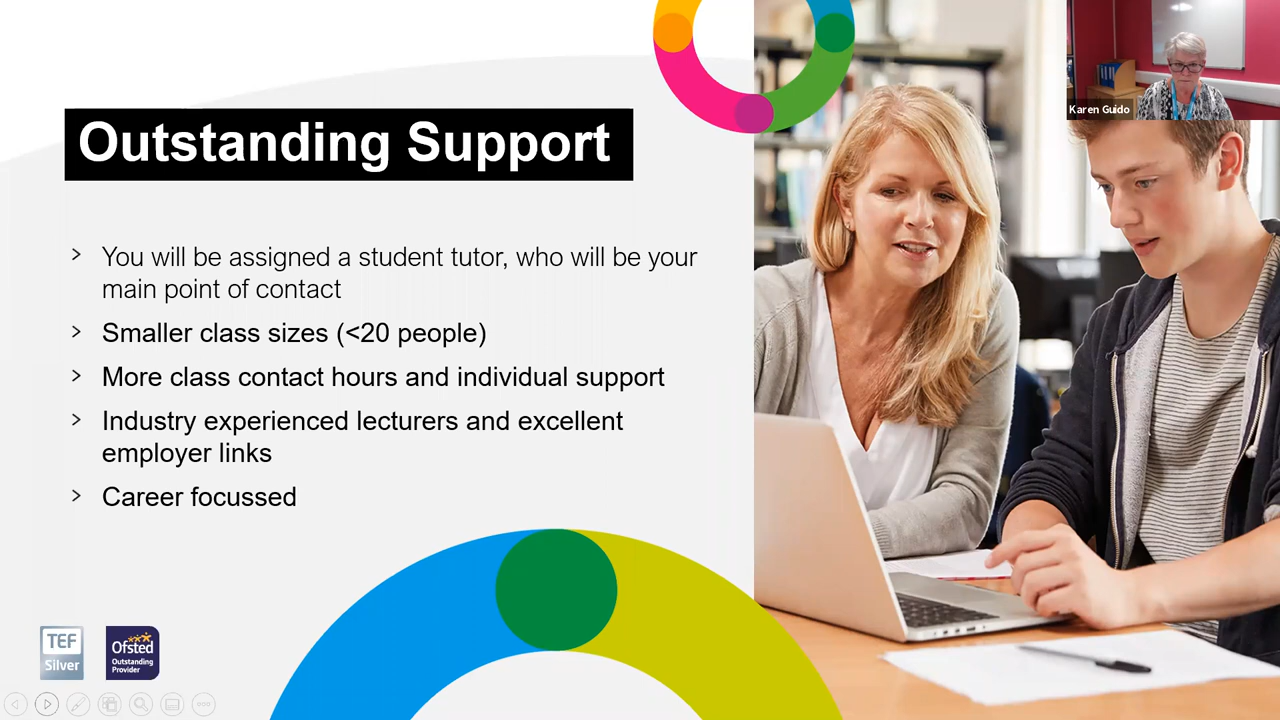 Karen Guido
Outstanding Support
You will be assigned a student tutor, who will be your
main point of contact
Smaller class sizes (<20 people)
More class contact hours and individual support
Industry experienced lecturers and excellent
employer links
Career focussed
TEF
Silver
Ofsted
Outstanding
Provider